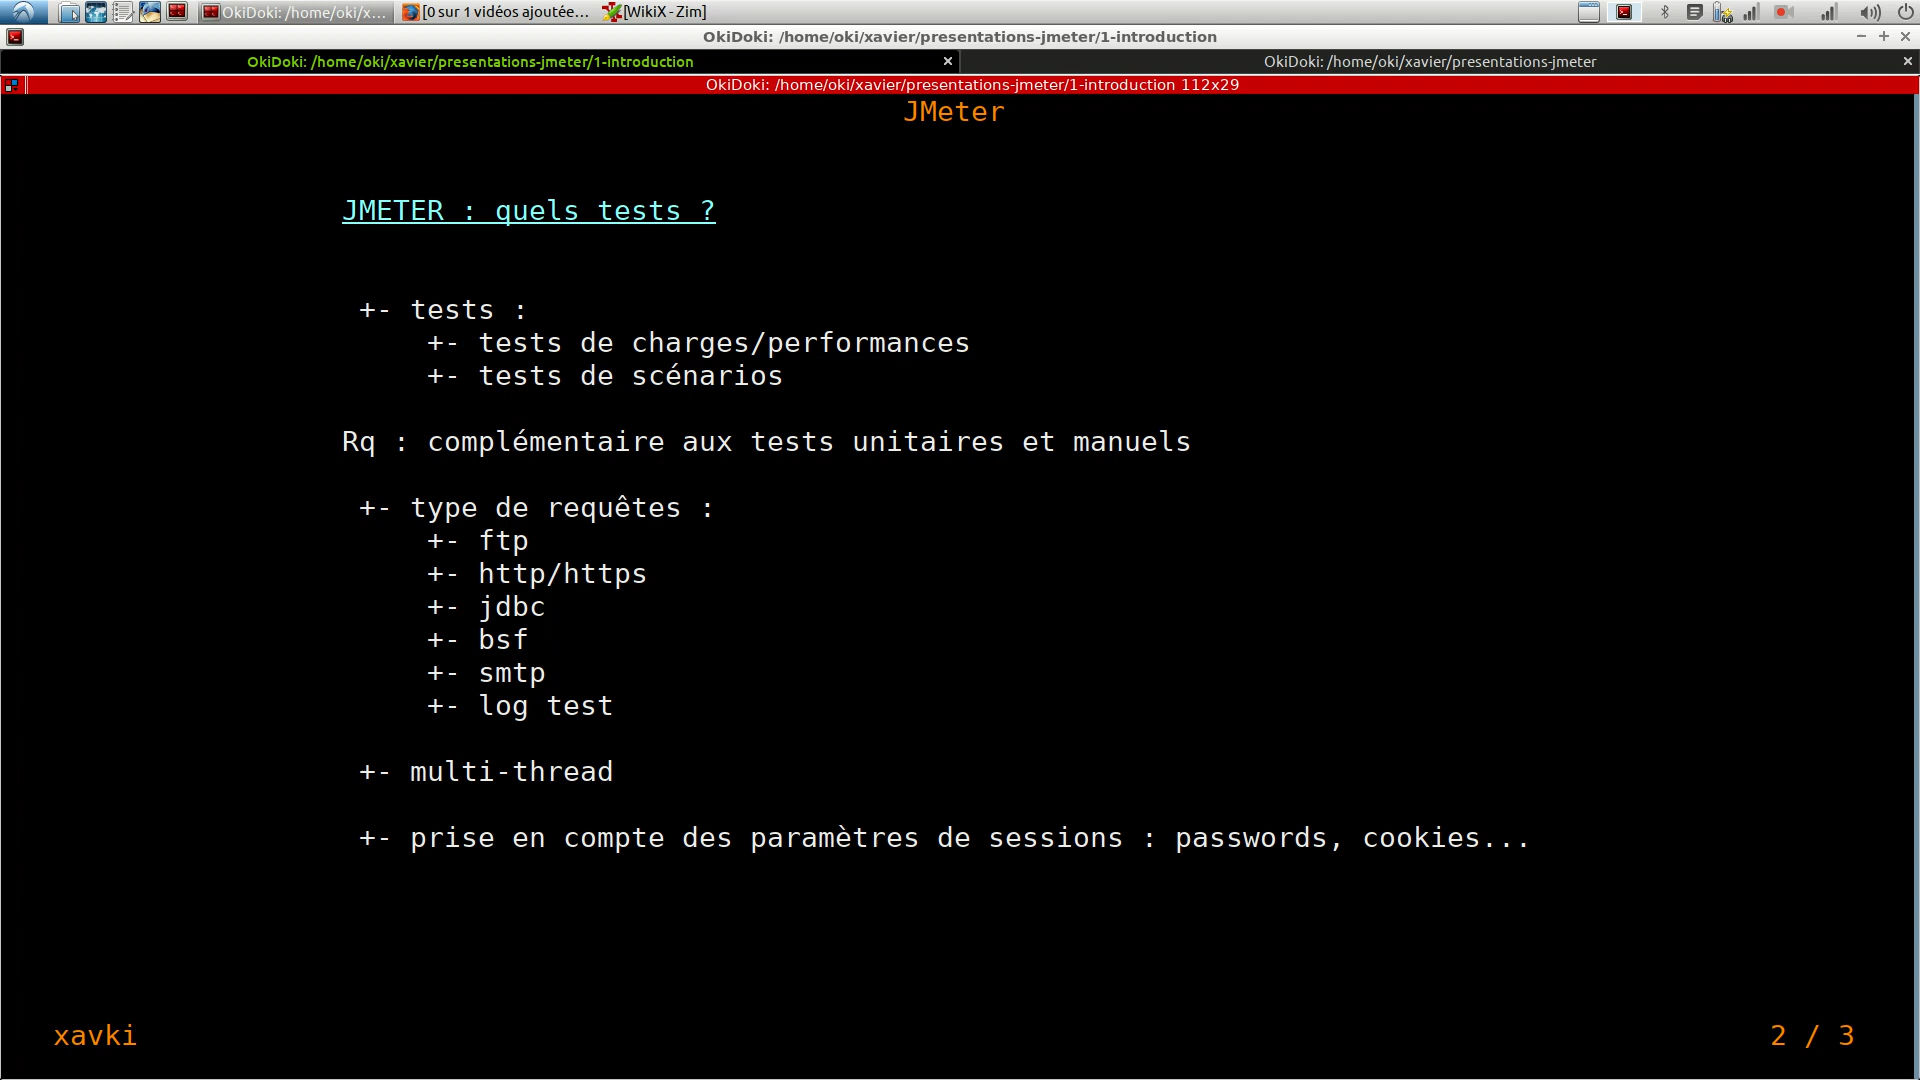 OkiDoki: /home/oki/x... [0 sur 1 vidéos ajoutée... [WikiX - Zim]
OkiDoki: /home/oki/xavier/presentations-jmeter/1-introduction
OkiDoki: /home/oki/xavier/presentations-jmeter/1-introduction OkiDoki: /home/oki/xavier/presentations-jmeter
OkiDoki: /home/oki/xavier/presentations-jmeter/1-introduction 112x29
JMeter
JMETER : quels tests ?
+- tests :
+- tests de charges/performances
+- tests de scénarios
Rq : complémentaire aux tests unitaires et manuels
+- type de requêtes :
+- ftp
+- http/https
+- jdbc
+- bsf
+- smtp
+- log test
+- multi-thread
+- prise en compte des paramètres de sessions : passwords, cookies...
xavki 2 / 3